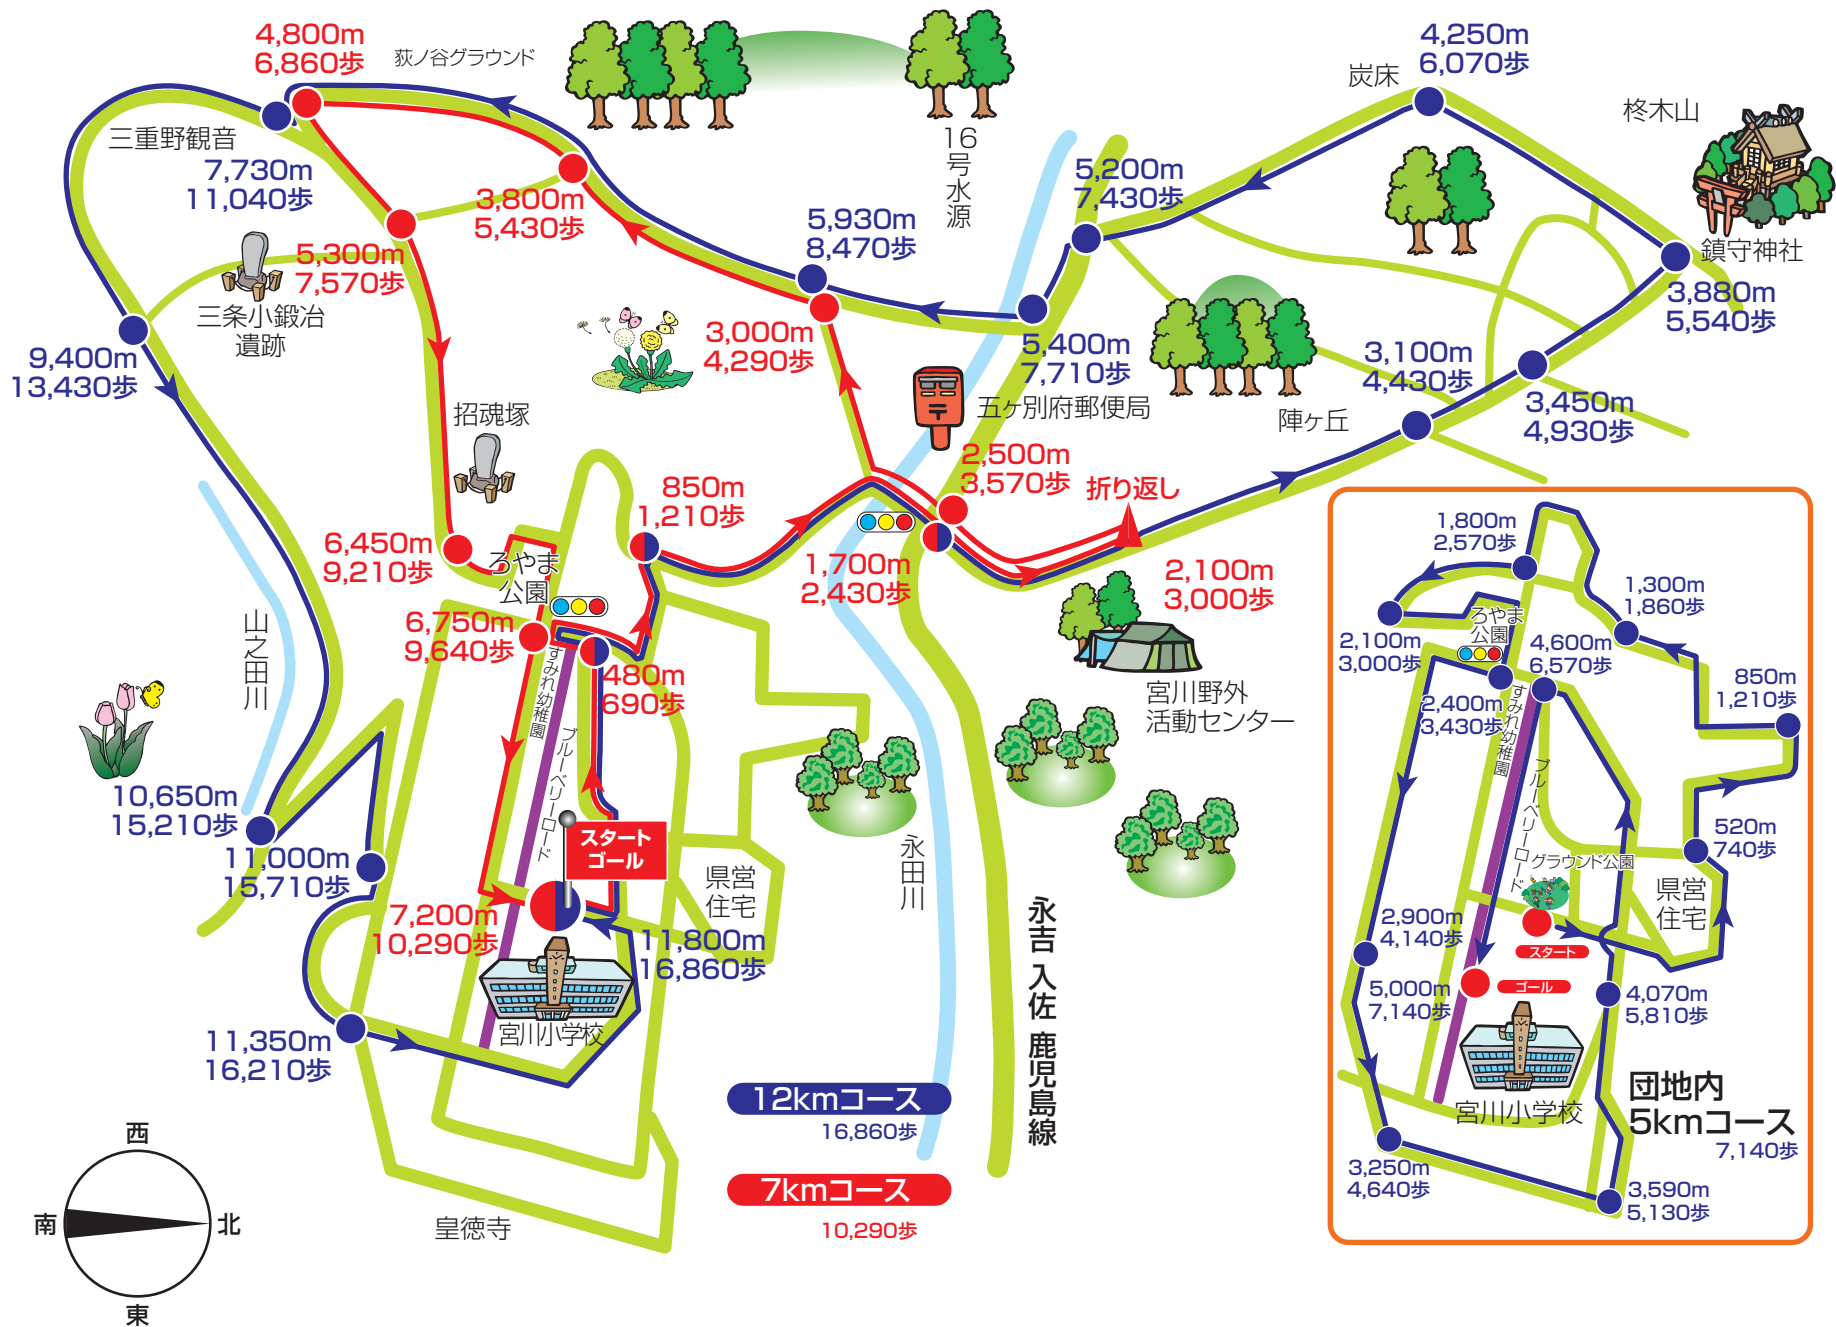 4,800m
6,860歩
荻ノ谷グラウンド
16号水源
4,250m
6,070歩
炭床
柊木山
鎮守神社
三重野観音
7,730m
11,040歩
3,800m
5,430歩
5,930m
8,470歩
5,200m
7,430歩
5,300m
7,570歩
三条小鍛冶
遺跡
3,000m
4,290歩
3,880m
5,540歩
9,400m
13,430歩
5,400m
7,710歩
五ヶ別府郵便局
陣ヶ丘
3,100m
4,430歩
3,450m
4,930歩
招魂塚
850m
1,210歩
2,500m
3,570歩
折り返し
6,450m
9,210歩
ろやま
公園
1,700m
2,430歩
2,100m
3,000歩
山之田川
6,750m
9,640歩
480m
690歩
すみれ幼稚園
ブルーベリーロード
宮川野外
活動センター
10,650m
15,210歩
11,000m
15,710歩
スタート
ゴール
県営
住宅
永田川
7,200m
10,290歩
11,800m
16,860歩
宮川小学校
永吉 入佐 鹿児島線
11,350m
16,210歩
12kmコース
16,860歩
7kmコース
10,290歩
皇徳寺
西
南
北
東
1,800m
2,570歩
1,300m
1,860歩
ろやま
公園
2,100m
3,000歩
4,600m
6,570歩
850m
1,210歩
2,400m
3,430歩
すみれ幼稚園
ブルーベリーロード
520m
740歩
グラウンド公園
県営
住宅
2,900m
4,140歩
スタート
5,000m
7,140歩
ゴール
4,070m
5,810歩
宮川小学校
団地内
5kmコース
7,140歩
3,250m
4,640歩
3,590m
5,130歩